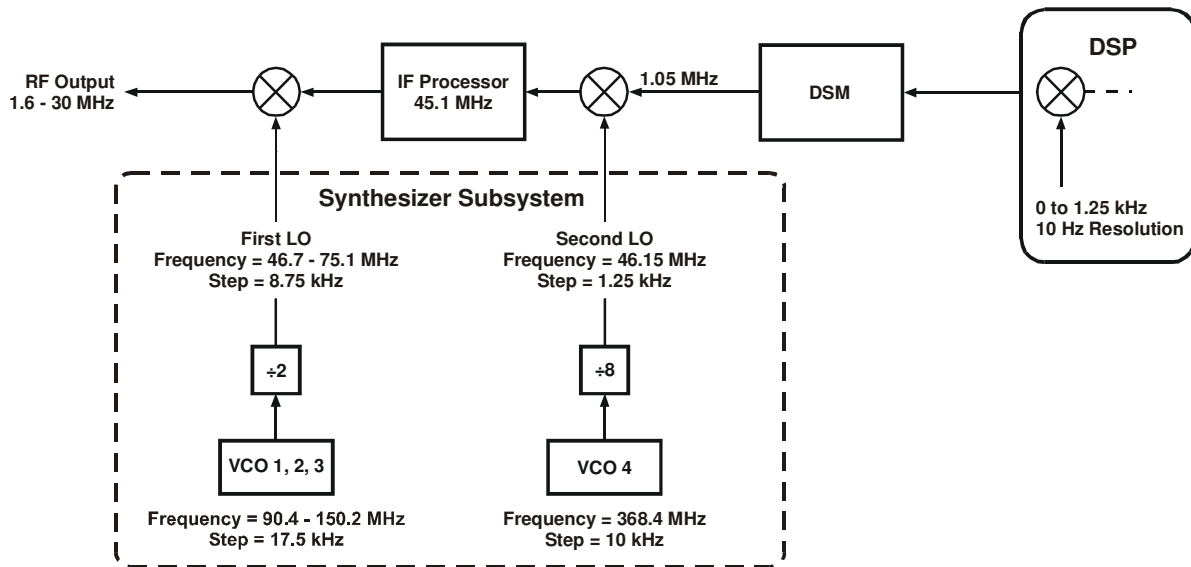 DSP
RF Output
1.6 - 30 MHz
IF Processor
45.1 MHz
1.05 MHz
DSM
0 to 1.25 kHz
10 Hz Resolution
Synthesizer Subsystem
First LO
Frequency = 46.7 - 75.1 MHz
Step = 8.75 kHz
Second LO
Frequency = 46.15 MHz
Step = 1.25 kHz
÷2
÷8
VCO 1, 2, 3
VCO 4
Frequency = 90.4 - 150.2 MHz
Step = 17.5 kHz
Frequency = 368.4 MHz
Step = 10 kHz